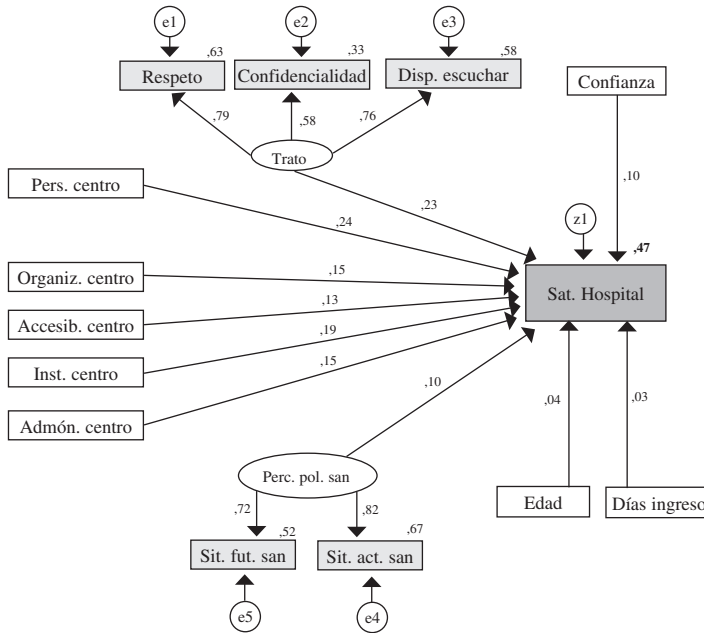 e1
e2
e3
,63
,33
,58
Respeto
Confidencialidad
Disp. escuchar
Confianza
,79
,58
,76
Trato
,10
Pers. centro
,23
,24
z1
,47
Organiz. centro
,15
Sat. Hospital
Accesib. centro
,13
Inst. centro
,19
Admón. centro
,15
,10
,04
,03
Perc. pol. san
Edad
Días ingreso
,72
,82
,52
,67
Sit. fut. san
Sit. act. san
e5
e4